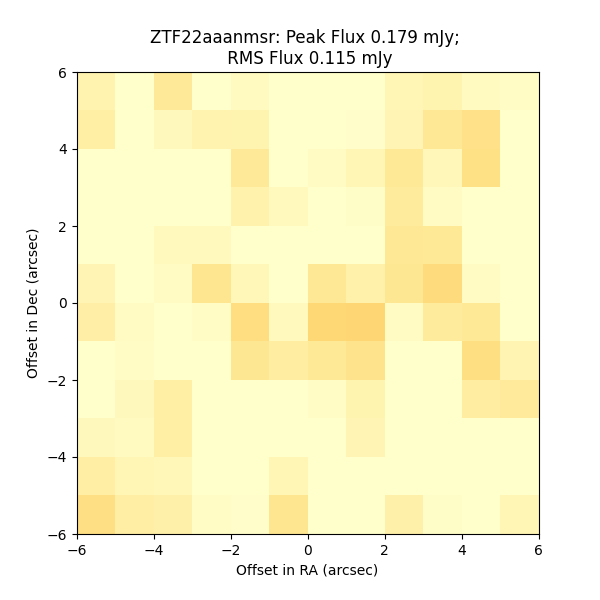 ZTF22aaanmsr: Peak Flux 0.179 mJy;
RMS Flux 0.115 mJy
6
4
2
0
−2
−4
−6
Offset in Dec (arcsec)
−6 −4 −2 0 2 4 6
Offset in RA (arcsec)